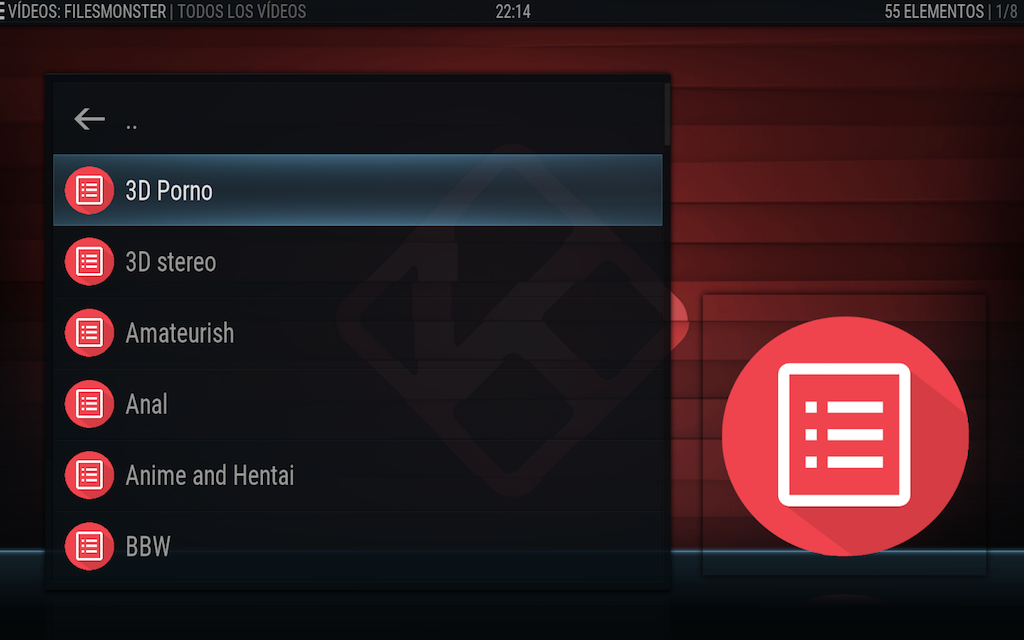 VÍDEOS: FILESMONSTER | TODOS LOS VÍDEOS
22:14
55 ELEMENTOS | 1/8
..
3D Porno
3D stereo
Amateurish
Anal
Anime and Hentai
BBW